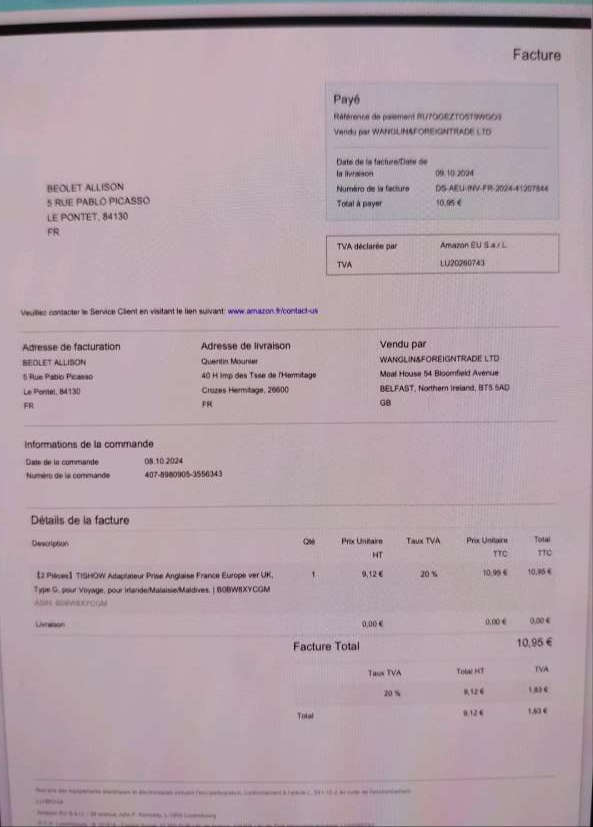 Facture
Payé
Référence de paiement
Vendu par WANGLIN&FOREIGNTRADE LTD
Date de la facture/Date de
la livraison 09.10.2024
Numéro de la facture DS-AEU-INV-FR-2024-41207844
Total à payer 10,95 €
BEOLET ALLISON
5 RUE PABLO PICASSO
LE PONTET, 84130
FR
TVA déclarée par Amazon EU S.a.r.L.
TVA LU20260743
Veuillez contacter le Service Client en visitant le lien suivant: www.amazon.fr/contact-us
Adresse de facturation
BEOLET ALLISON
5 Rue Pablo Picasso
Le Pontet, 84130
FR
Adresse de livraison
Quentin Mounier
40 H Imp des Tsse de l'Hermitage
Crozes Hermitage, 26600
FR
Vendu par
WANGLIN&FOREIGNTRADE LTD
Moat House 54 Bloomfield Avenue
BELFAST, Northern Ireland, BT5 5AD
GB
Informations de la commande
Date de la commande 08.10.2024
Numéro de la commande 407-8980905-3556343
Détails de la facture
Description Qté Prix Unitaire Taux TVA Prix Unitaire Total
HT TTC TTC
【2 Pièces】 TISHOW Adaptateur Prise Anglaise France Europe ver UK, 1 9,12 € 20 % 10,95 € 10,95 €
Type G, pour Voyage, pour Irlande/Malaisie/Maldives. | B0BW8XYCGM
ASIN: B0BW8XYCGM
Livraison 0,00 € 0,00 € 0,00 €
Facture Total 10,95 €
Taux TVA Total HT TVA
20 % 9,12 € 1,83 €
Total 9,12 € 1,83 €